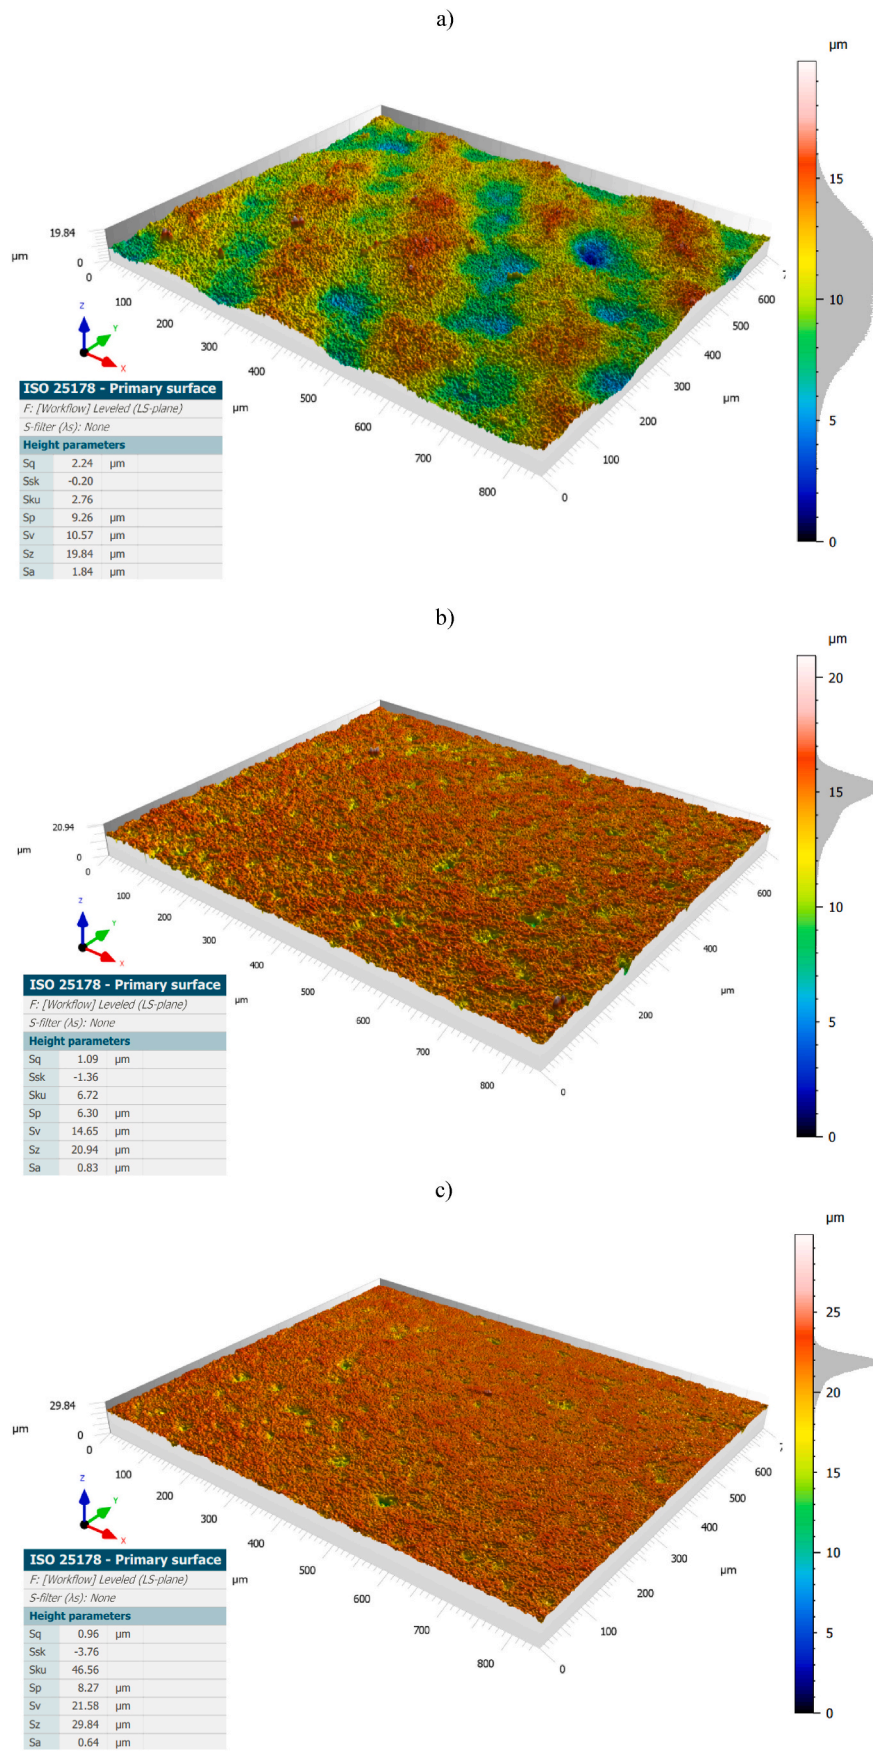 a)
µm
15
10
5
0
19.84
µm
0
0
100
200
300
400
500
600
700
800
µm
0
100
200
300
400
500
600
µm
Z
Y
X
ISO 25178 - Primary surface
F: [Workflow] Leveled (LS-plane)
S-filter (λs): None
Height parameters
Sq 2.24 µm
Ssk -0.20
Sku 2.76
Sp 9.26 µm
Sv 10.57 µm
Sz 19.84 µm
Sa 1.84 µm
b)
µm
20
15
10
5
0
20.94
µm
0
0
100
200
300
400
500
600
700
800
µm
0
200
400
600
µm
Z
Y
X
ISO 25178 - Primary surface
F: [Workflow] Leveled (LS-plane)
S-filter (λs): None
Height parameters
Sq 1.09 µm
Ssk -1.36
Sku 6.72
Sp 6.30 µm
Sv 14.65 µm
Sz 20.94 µm
Sa 0.83 µm
c)
µm
25
20
15
10
5
0
29.84
µm
0
0
100
200
300
400
500
600
700
800
µm
0
100
200
300
400
500
600
µm
Z
Y
X
ISO 25178 - Primary surface
F: [Workflow] Leveled (LS-plane)
S-filter (λs): None
Height parameters
Sq 0.96 µm
Ssk -3.76
Sku 46.56
Sp 8.27 µm
Sv 21.58 µm
Sz 29.84 µm
Sa 0.64 µm